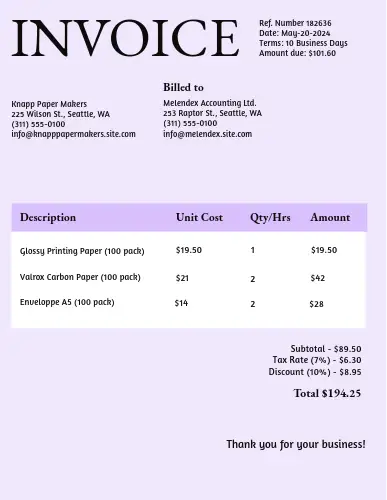 INVOICE
Ref. Number 182636
Date: May-20-2024
Terms: 10 Business Days
Amount due: $101.60
Billed to
Knapp Paper Makers
225 Wilson St., Seattle, WA
(311) 555-0100
info@knapppapermakers.site.com
Melendex Accounting Ltd.
253 Raptor St., Seattle, WA
(311) 555-0100
info@melendex.site.com
Description Unit Cost Qty/Hrs Amount
Glossy Printing Paper (100 pack) $19.50 1 $19.50
Valrox Carbon Paper (100 pack) $21 2 $42
Enveloppe A5 (100 pack) $14 2 $28
Subtotal - $89.50
Tax Rate (7%) - $6.30
Discount (10%) - $8.95
Total $194.25
Thank you for your business!